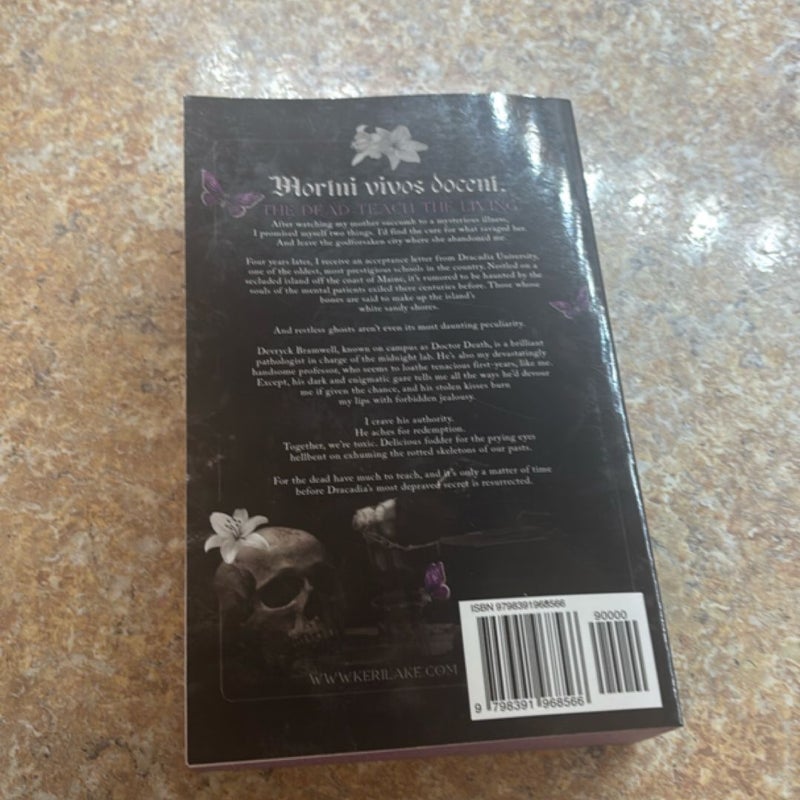 Mortui vivos docent.
THE DEAD TEACH THE LIVING
After watching my mother succumb to a mysterious illness,
I promised myself two things. I'd find the cure for what ravaged her.
And leave the godforsaken city where she abandoned me.
Four years later, I receive an acceptance letter from Dracadia University,
one of the oldest, most prestigious schools in the country. Nestled on a
secluded island off the coast of Maine, it's rumored to be haunted by the
souls of the mental patients exiled there centuries before. Those whose
bones are said to make up the island's
white sandy shores.
And restless ghosts aren't even its most daunting peculiarity.
Devryck Bramwell, known on campus as Doctor Death, is a brilliant
pathologist in charge of the midnight lab. He's also my devastatingly
handsome professor, who seems to loathe tenacious first-years, like me.
Except, his dark and enigmatic gaze tells me all the ways he'd devour
me if given the chance, and his stolen kisses burn
my lips with forbidden jealousy.
I crave his authority.
He aches for redemption.
Together, we're toxic. Delicious fodder for the prying eyes
hellbent on exhuming the rotted skeletons of our pasts.
For the dead have much to teach, and it's only a matter of time
before Dracadia's most depraved secret is resurrected.
ISBN 9798391968566
90000
9 798391 968566
WWW.KERILAKE.COM